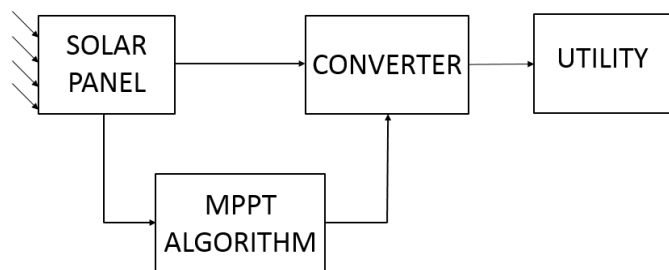 SOLAR
PANEL
CONVERTER
UTILITY
MPPT
ALGORITHM